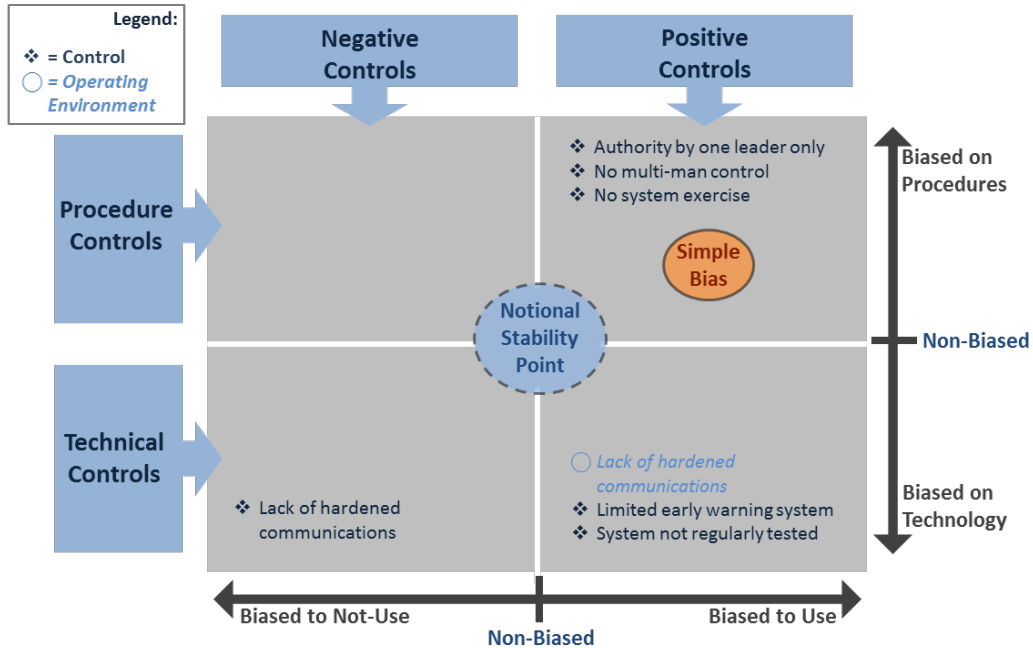 Legend:
❖ = Control
○ = Operating
Environment
Negative
Controls
Positive
Controls
Procedure
Controls
❖ Authority by one leader only
❖ No multi-man control
❖ No system exercise
Simple
Bias
Biased on
Procedures
Notional
Stability
Point
Non-Biased
Technical
Controls
❖ Lack of hardened
communications
○ Lack of hardened
communications
❖ Limited early warning system
❖ System not regularly tested
Biased on
Technology
Biased to Not-Use
Biased to Use
Non-Biased